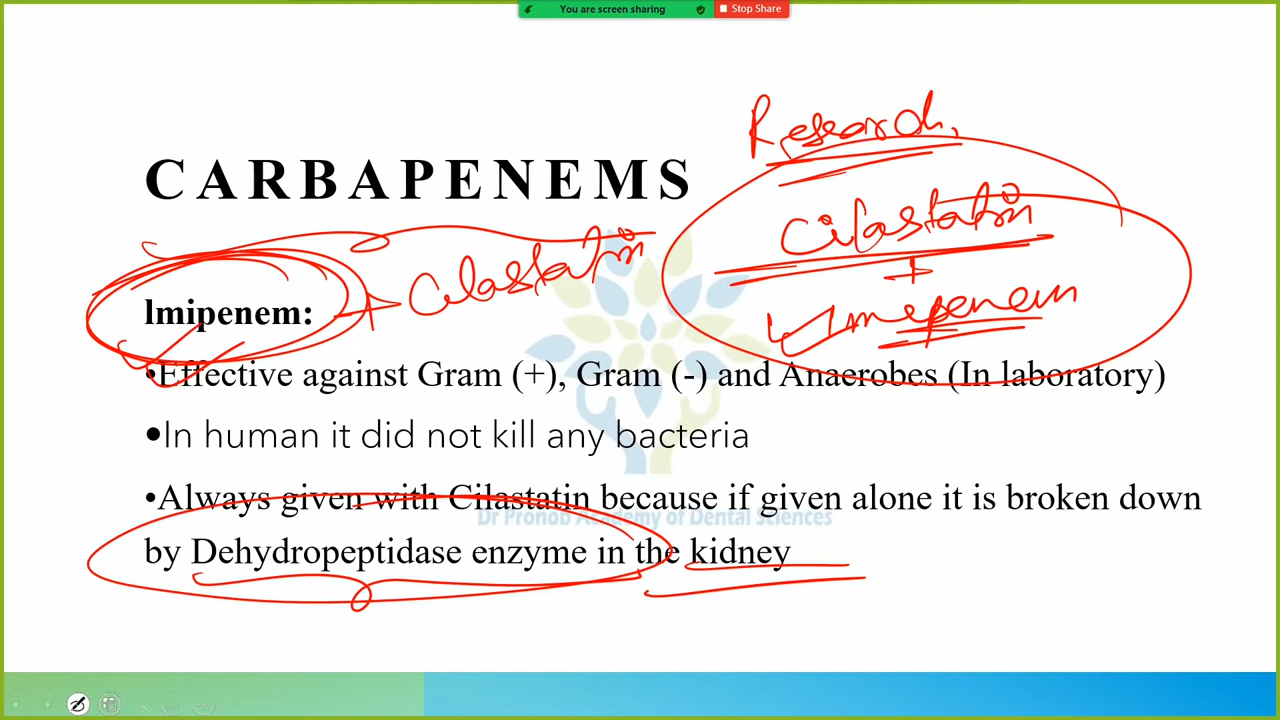 You are screen sharing Stop Share
Research,
CARBAPENEMS
Cilastatin
+
Imepenem
lmipenem: + Cilastatin
•Effective against Gram (+), Gram (-) and Anaerobes (In laboratory)
•In human it did not kill any bacteria
•Always given with Cilastatin because if given alone it is broken down
Dr Pronob Academy of Dental Sciences
by Dehydropeptidase enzyme in the kidney